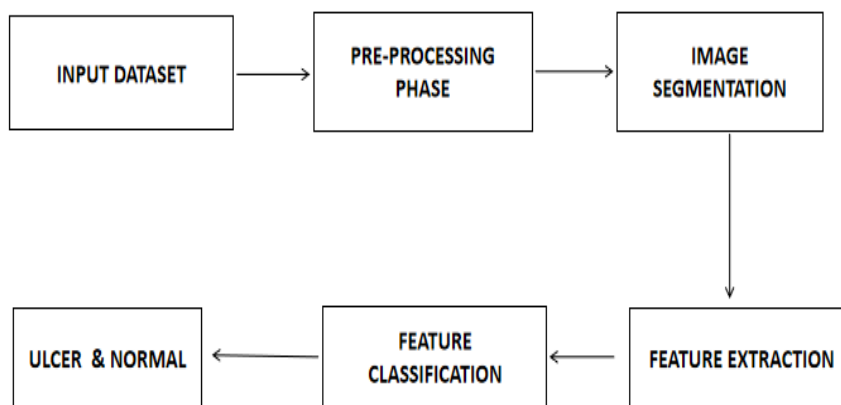 INPUT DATASET
PRE-PROCESSING
PHASE
IMAGE
SEGMENTATION
FEATURE EXTRACTION
FEATURE
CLASSIFICATION
ULCER & NORMAL